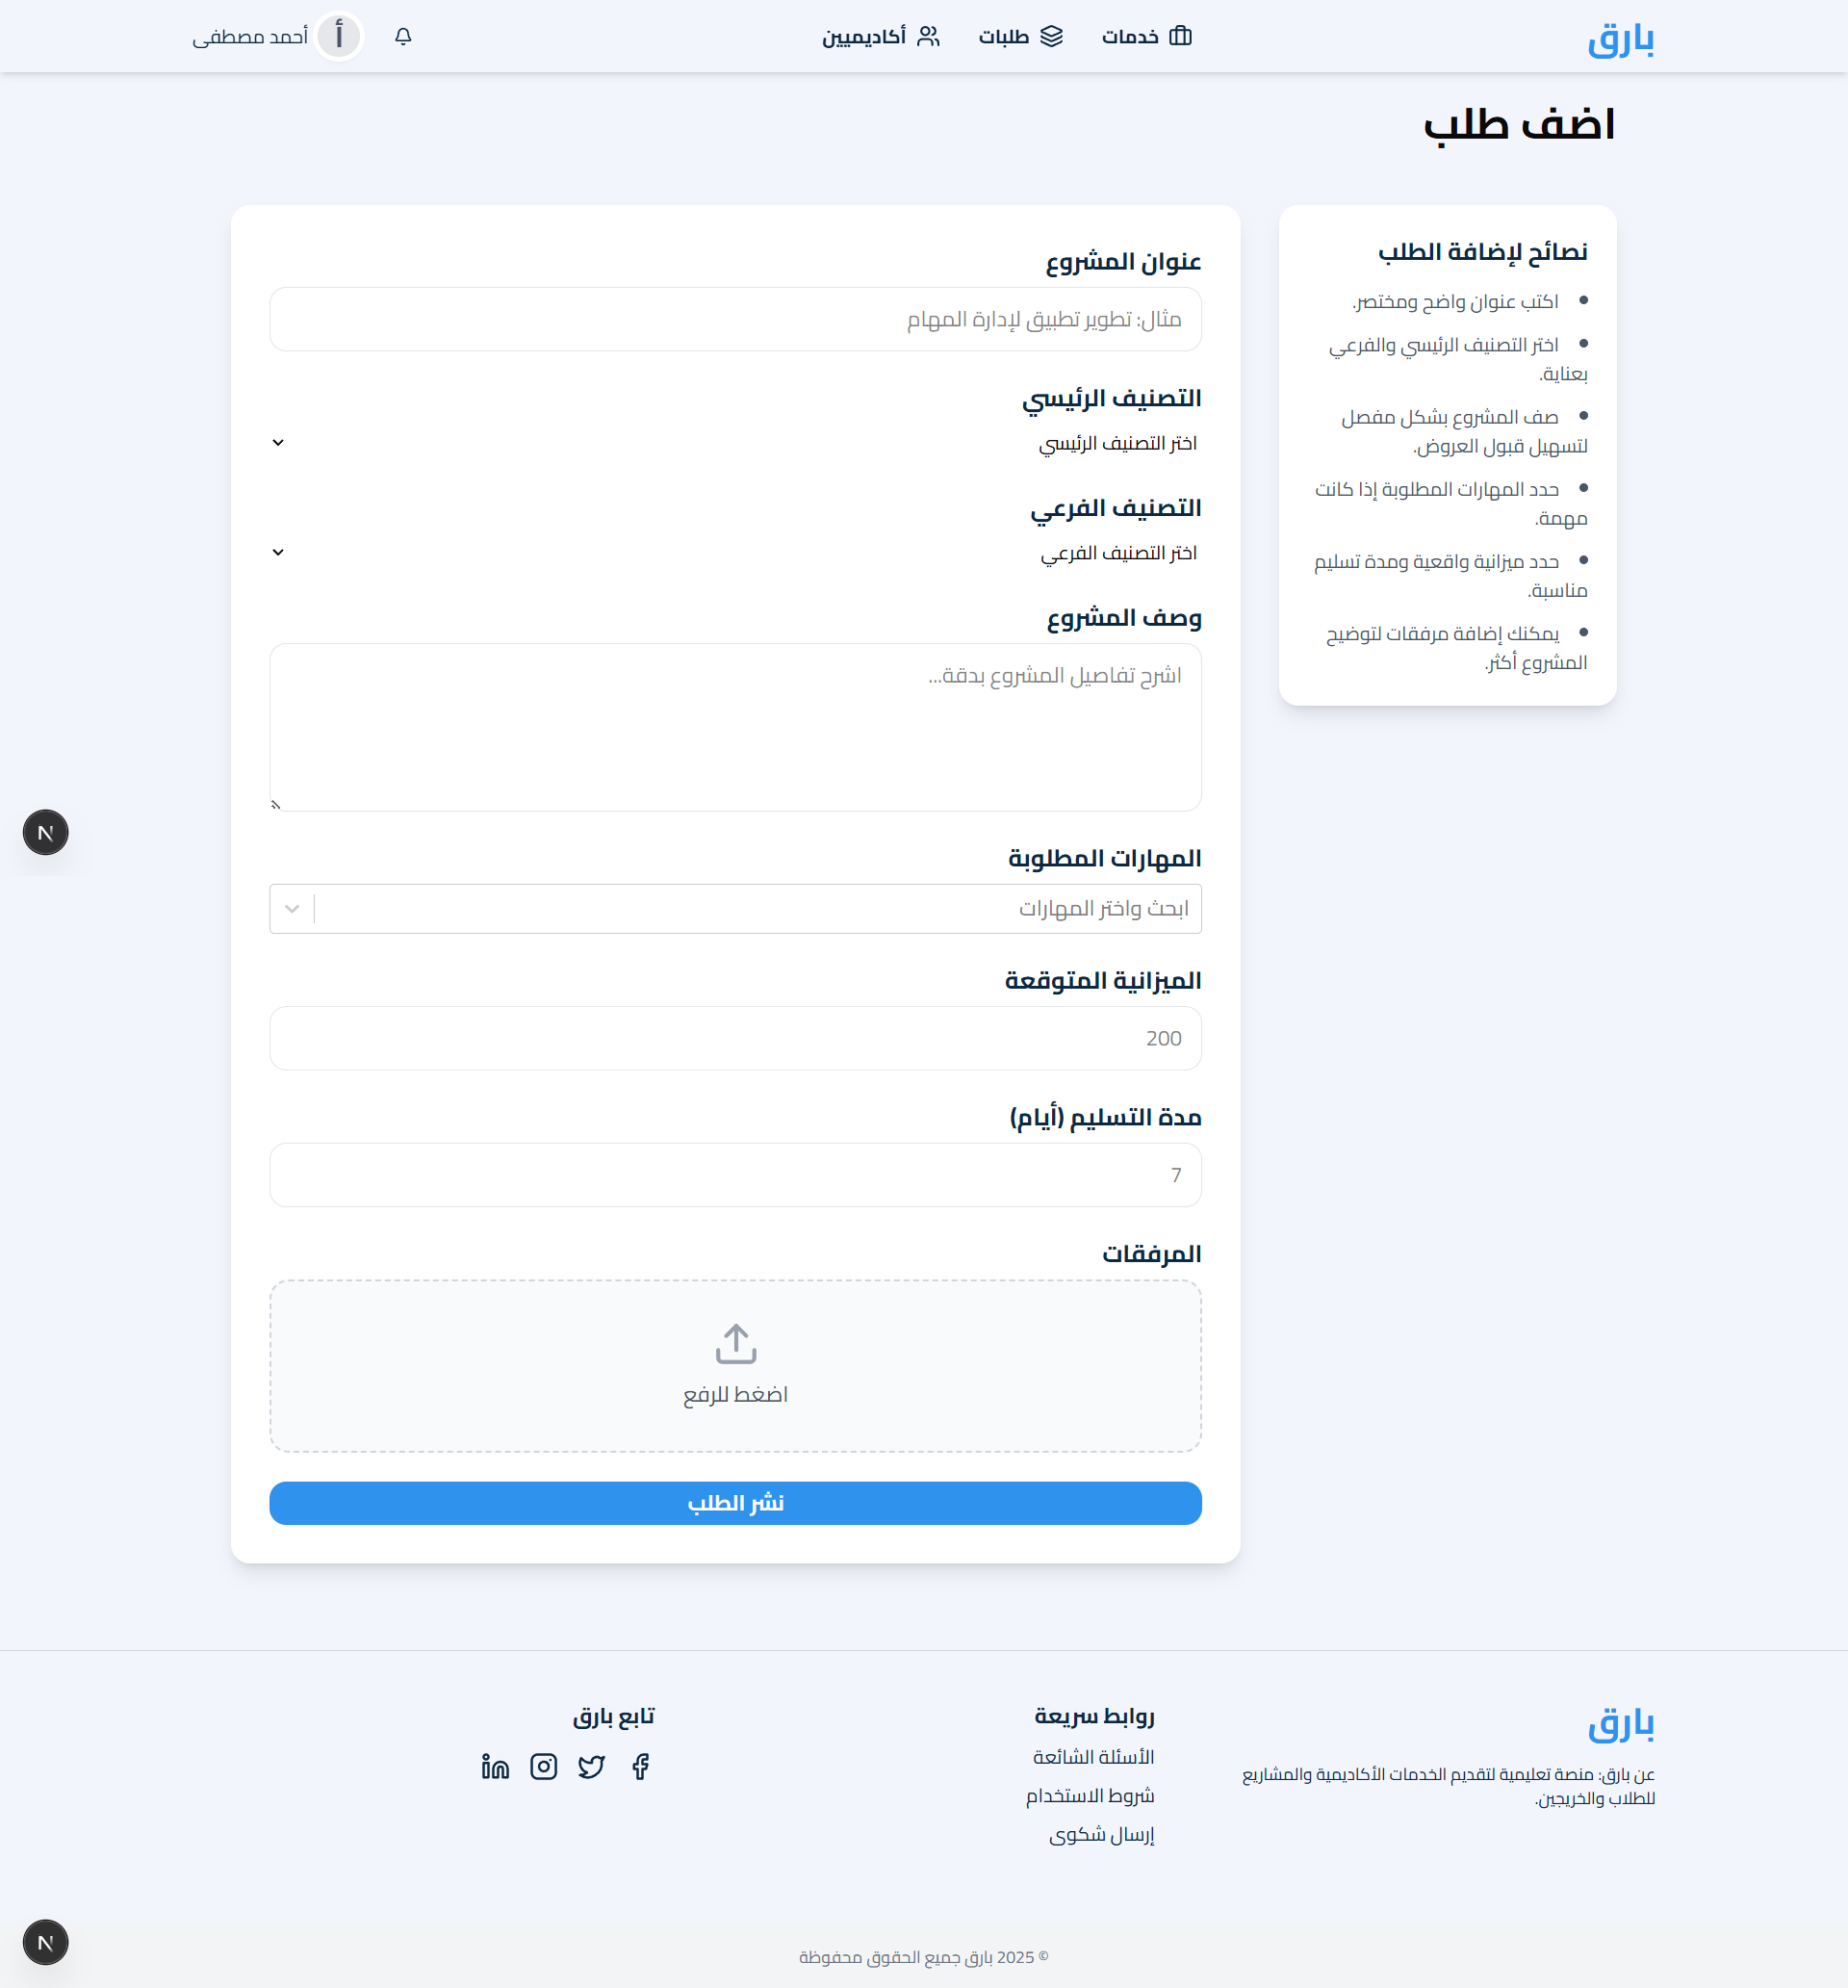 بارق
خدمات
طلبات
أكاديميين
أ
أحمد مصطفى
اضف طلب
نصائح لإضافة الطلب
اكتب عنوان واضح ومختصر.
اختر التصنيف الرئيسي والفرعي
بعناية.
صف المشروع بشكل مفصل
لتسهيل قبول العروض.
حدد المهارات المطلوبة إذا كانت
مهمة.
حدد ميزانية واقعية ومدة تسليم
مناسبة.
يمكنك إضافة مرفقات لتوضيح
المشروع أكثر.
عنوان المشروع
مثال: تطوير تطبيق لإدارة المهام
التصنيف الرئيسي
اختر التصنيف الرئيسي
التصنيف الفرعي
اختر التصنيف الفرعي
وصف المشروع
اشرح تفاصيل المشروع بدقة...
المهارات المطلوبة
ابحث واختر المهارات
الميزانية المتوقعة
200
مدة التسليم (أيام)
7
المرفقات
اضغط للرفع
نشر الطلب
N
بارق
عن بارق: منصة تعليمية لتقديم الخدمات الأكاديمية والمشاريع
للطلاب والخريجين.
روابط سريعة
الأسئلة الشائعة
شروط الاستخدام
إرسال شكوى
تابع بارق
N
© 2025 بارق جميع الحقوق محفوظة